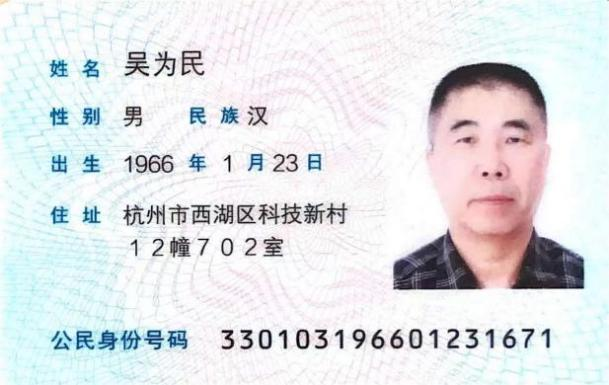 姓名 吴为民
性别 男 民族 汉
出生 1966 年 1 月 23 日
住址 杭州市西湖区科技新村
１２幢７０２室
公民身份号码 330103196601231671